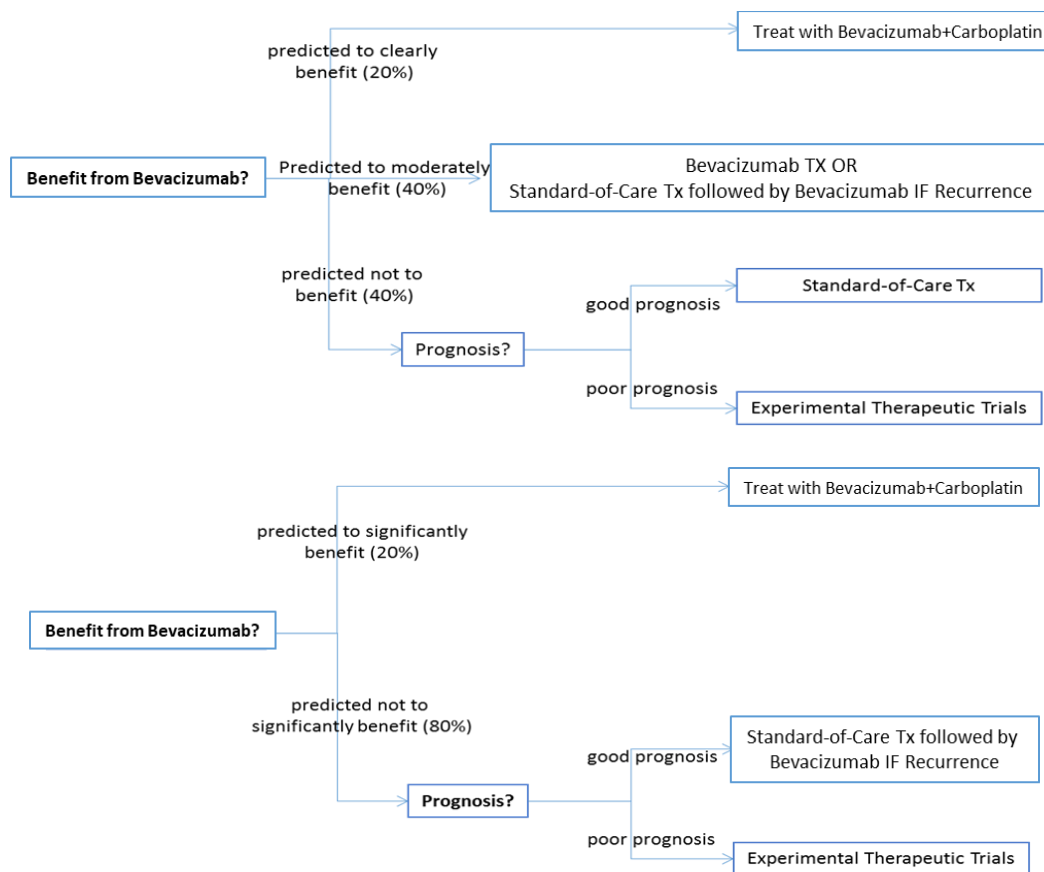 Treat with Bevacizumab+Carboplatin
predicted to clearly
benefit (20%)
Benefit from Bevacizumab?
Predicted to moderately
benefit (40%)
Bevacizumab TX OR
Standard-of-Care Tx followed by Bevacizumab IF Recurrence
predicted not to
benefit (40%)
Prognosis?
good prognosis
Standard-of-Care Tx
poor prognosis
Experimental Therapeutic Trials
Treat with Bevacizumab+Carboplatin
predicted to significantly
benefit (20%)
Benefit from Bevacizumab?
predicted not to
significantly benefit (80%)
Prognosis?
good prognosis
Standard-of-Care Tx followed by
Bevacizumab IF Recurrence
poor prognosis
Experimental Therapeutic Trials